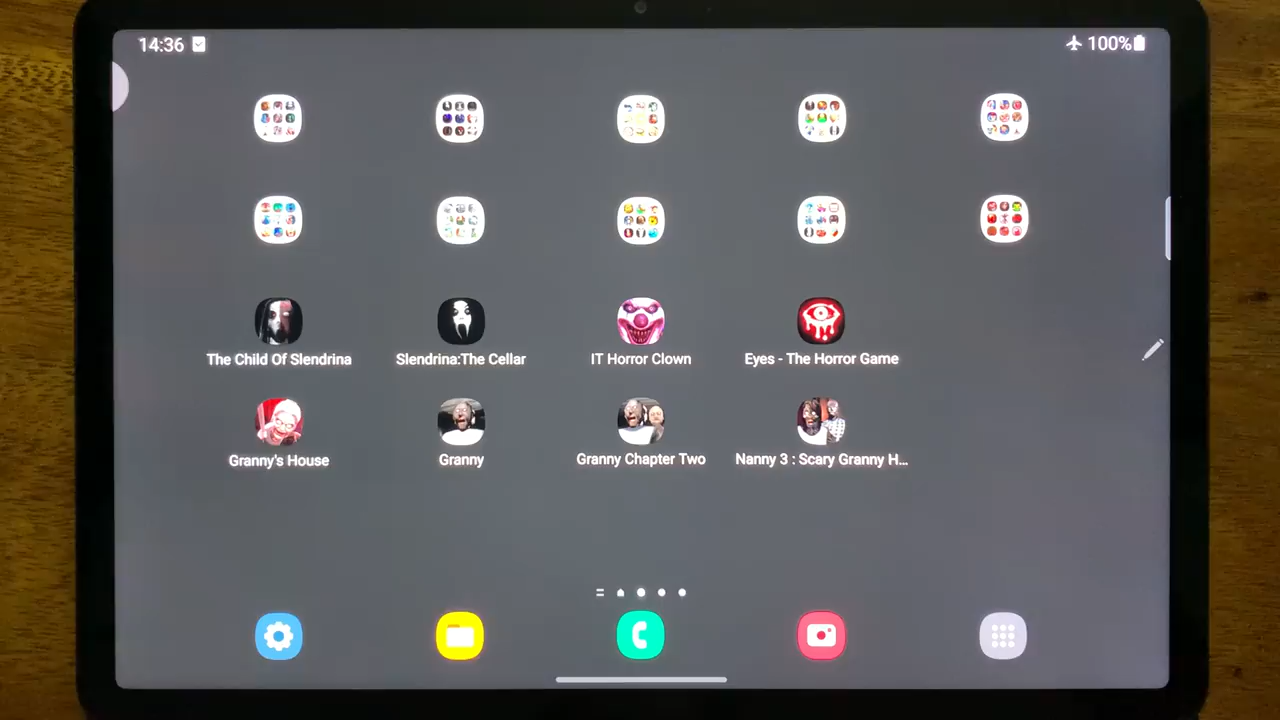 14:36
100%
The Child Of Slendrina
Slendrina:The Cellar
IT Horror Clown
Eyes - The Horror Game
Granny's House
Granny
Granny Chapter Two
Nanny 3 : Scary Granny H...